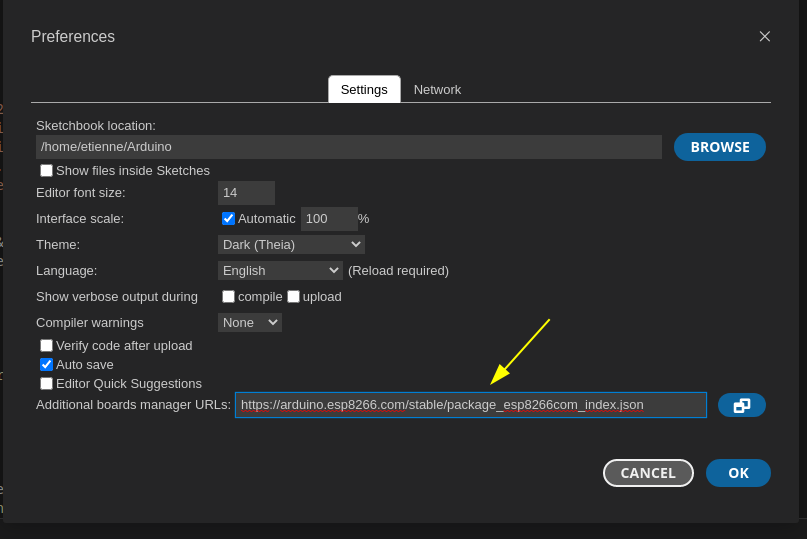 Preferences
Settings Network
Sketchbook location:
/home/etienne/Arduino
BROWSE
Show files inside Sketches
Editor font size: 14
Interface scale: Automatic 100 %
Theme: Dark (Theia)
Language: English (Reload required)
Show verbose output during compile upload
Compiler warnings None
Verify code after upload
Auto save
Editor Quick Suggestions
Additional boards manager URLs: https://arduino.esp8266.com/stable/package_esp8266com_index.json
CANCEL OK